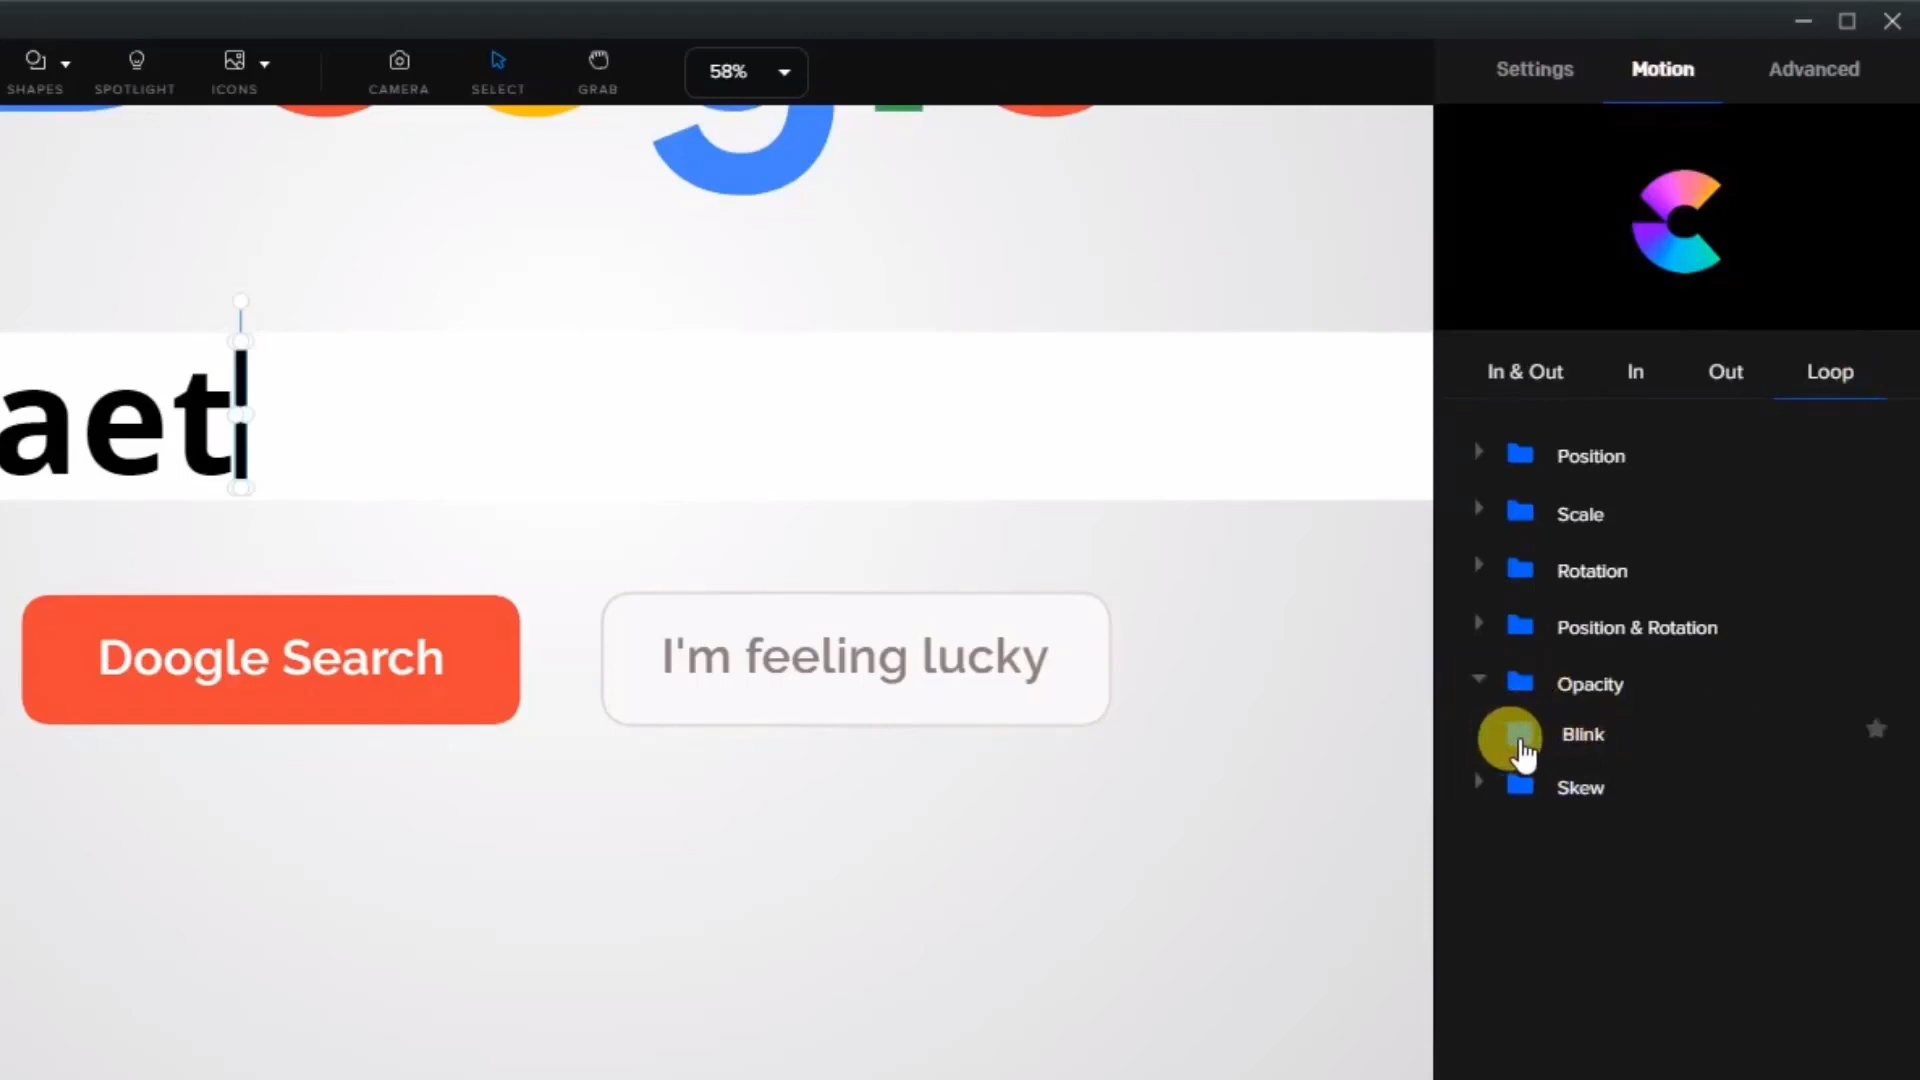 SHAPES SPOTLIGHT ICONS CAMERA SELECT GRAB 58% Settings Motion Advanced
aet
Doogle Search
I'm feeling lucky
In & Out In Out Loop
Position
Scale
Rotation
Position & Rotation
Opacity
Blink
Skew